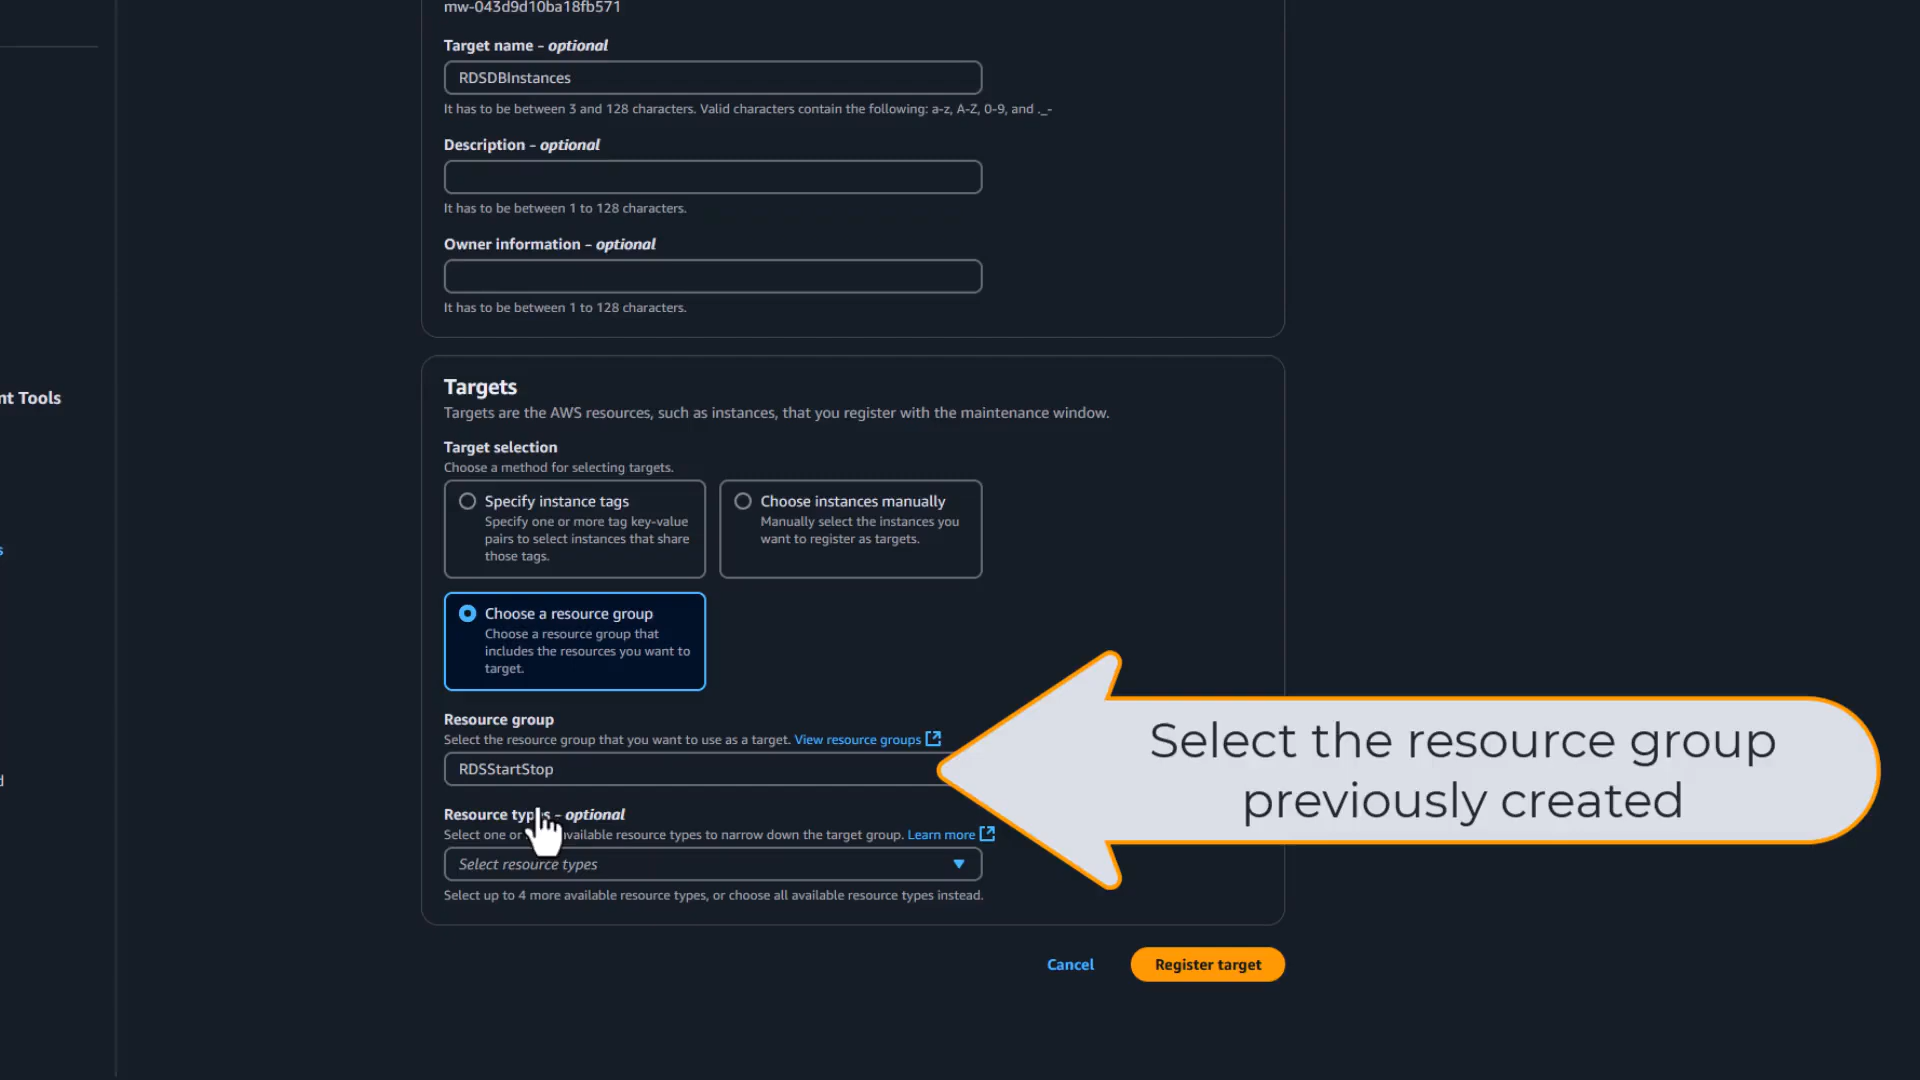 mw-043d9d10ba18fb571
Target name – optional
RDSDBInstances
It has to be between 3 and 128 characters. Valid characters contain the following: a-z, A-Z, 0-9, and ._-
Description – optional
It has to be between 1 to 128 characters.
Owner information – optional
It has to be between 1 to 128 characters.
nt Tools
s
d
Targets
Targets are the AWS resources, such as instances, that you register with the maintenance window.
Target selection
Choose a method for selecting targets.
Specify instance tags
Specify one or more tag key-value
pairs to select instances that share
those tags.
Choose instances manually
Manually select the instances you
want to register as targets.
Choose a resource group
Choose a resource group that
includes the resources you want to
target.
Resource group
Select the resource group that you want to use as a target. View resource groups
RDSStartStop
Select the resource group
previously created
Resource types – optional
Select one or available resource types to narrow down the target group. Learn more
Select resource types
Select up to 4 more available resource types, or choose all available resource types instead.
Cancel
Register target